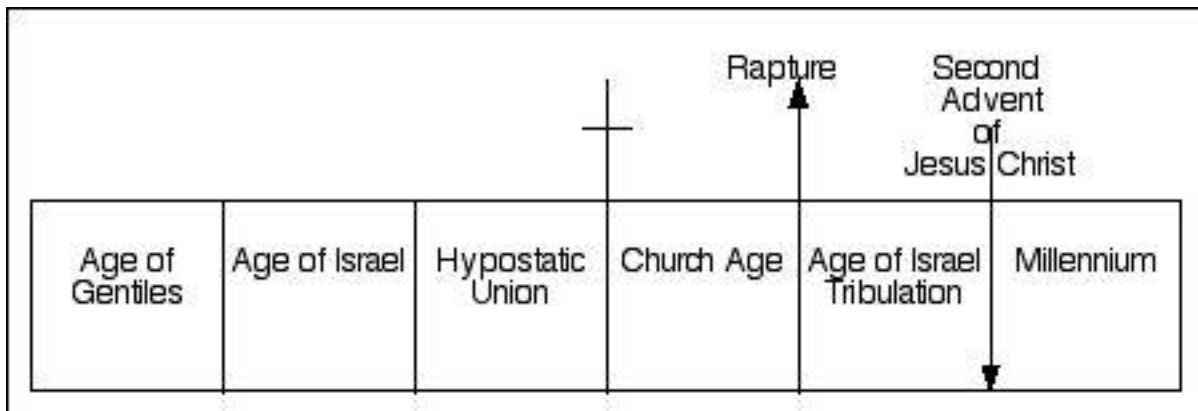 Rapture
Second
Advent
of
Jesus Christ
Age of
Gentiles
Age of Israel
Hypostatic
Union
Church Age
Age of Israel
Tribulation
Millennium